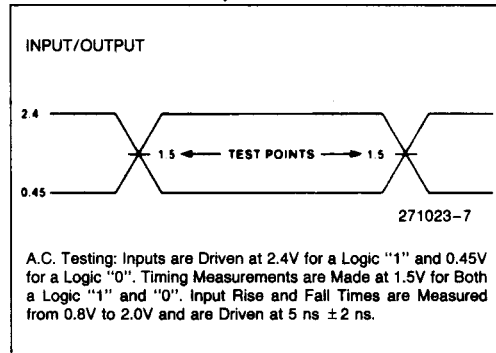 INPUT/OUTPUT
2.4
1.5 TEST POINTS 1.5
0.45
271023-7
A.C. Testing: Inputs are Driven at 2.4V for a Logic "1" and 0.45V
for a Logic "0". Timing Measurements are Made at 1.5V for Both
a Logic "1" and "0". Input Rise and Fall Times are Measured
from 0.8V to 2.0V and are Driven at 5 ns ±2 ns.